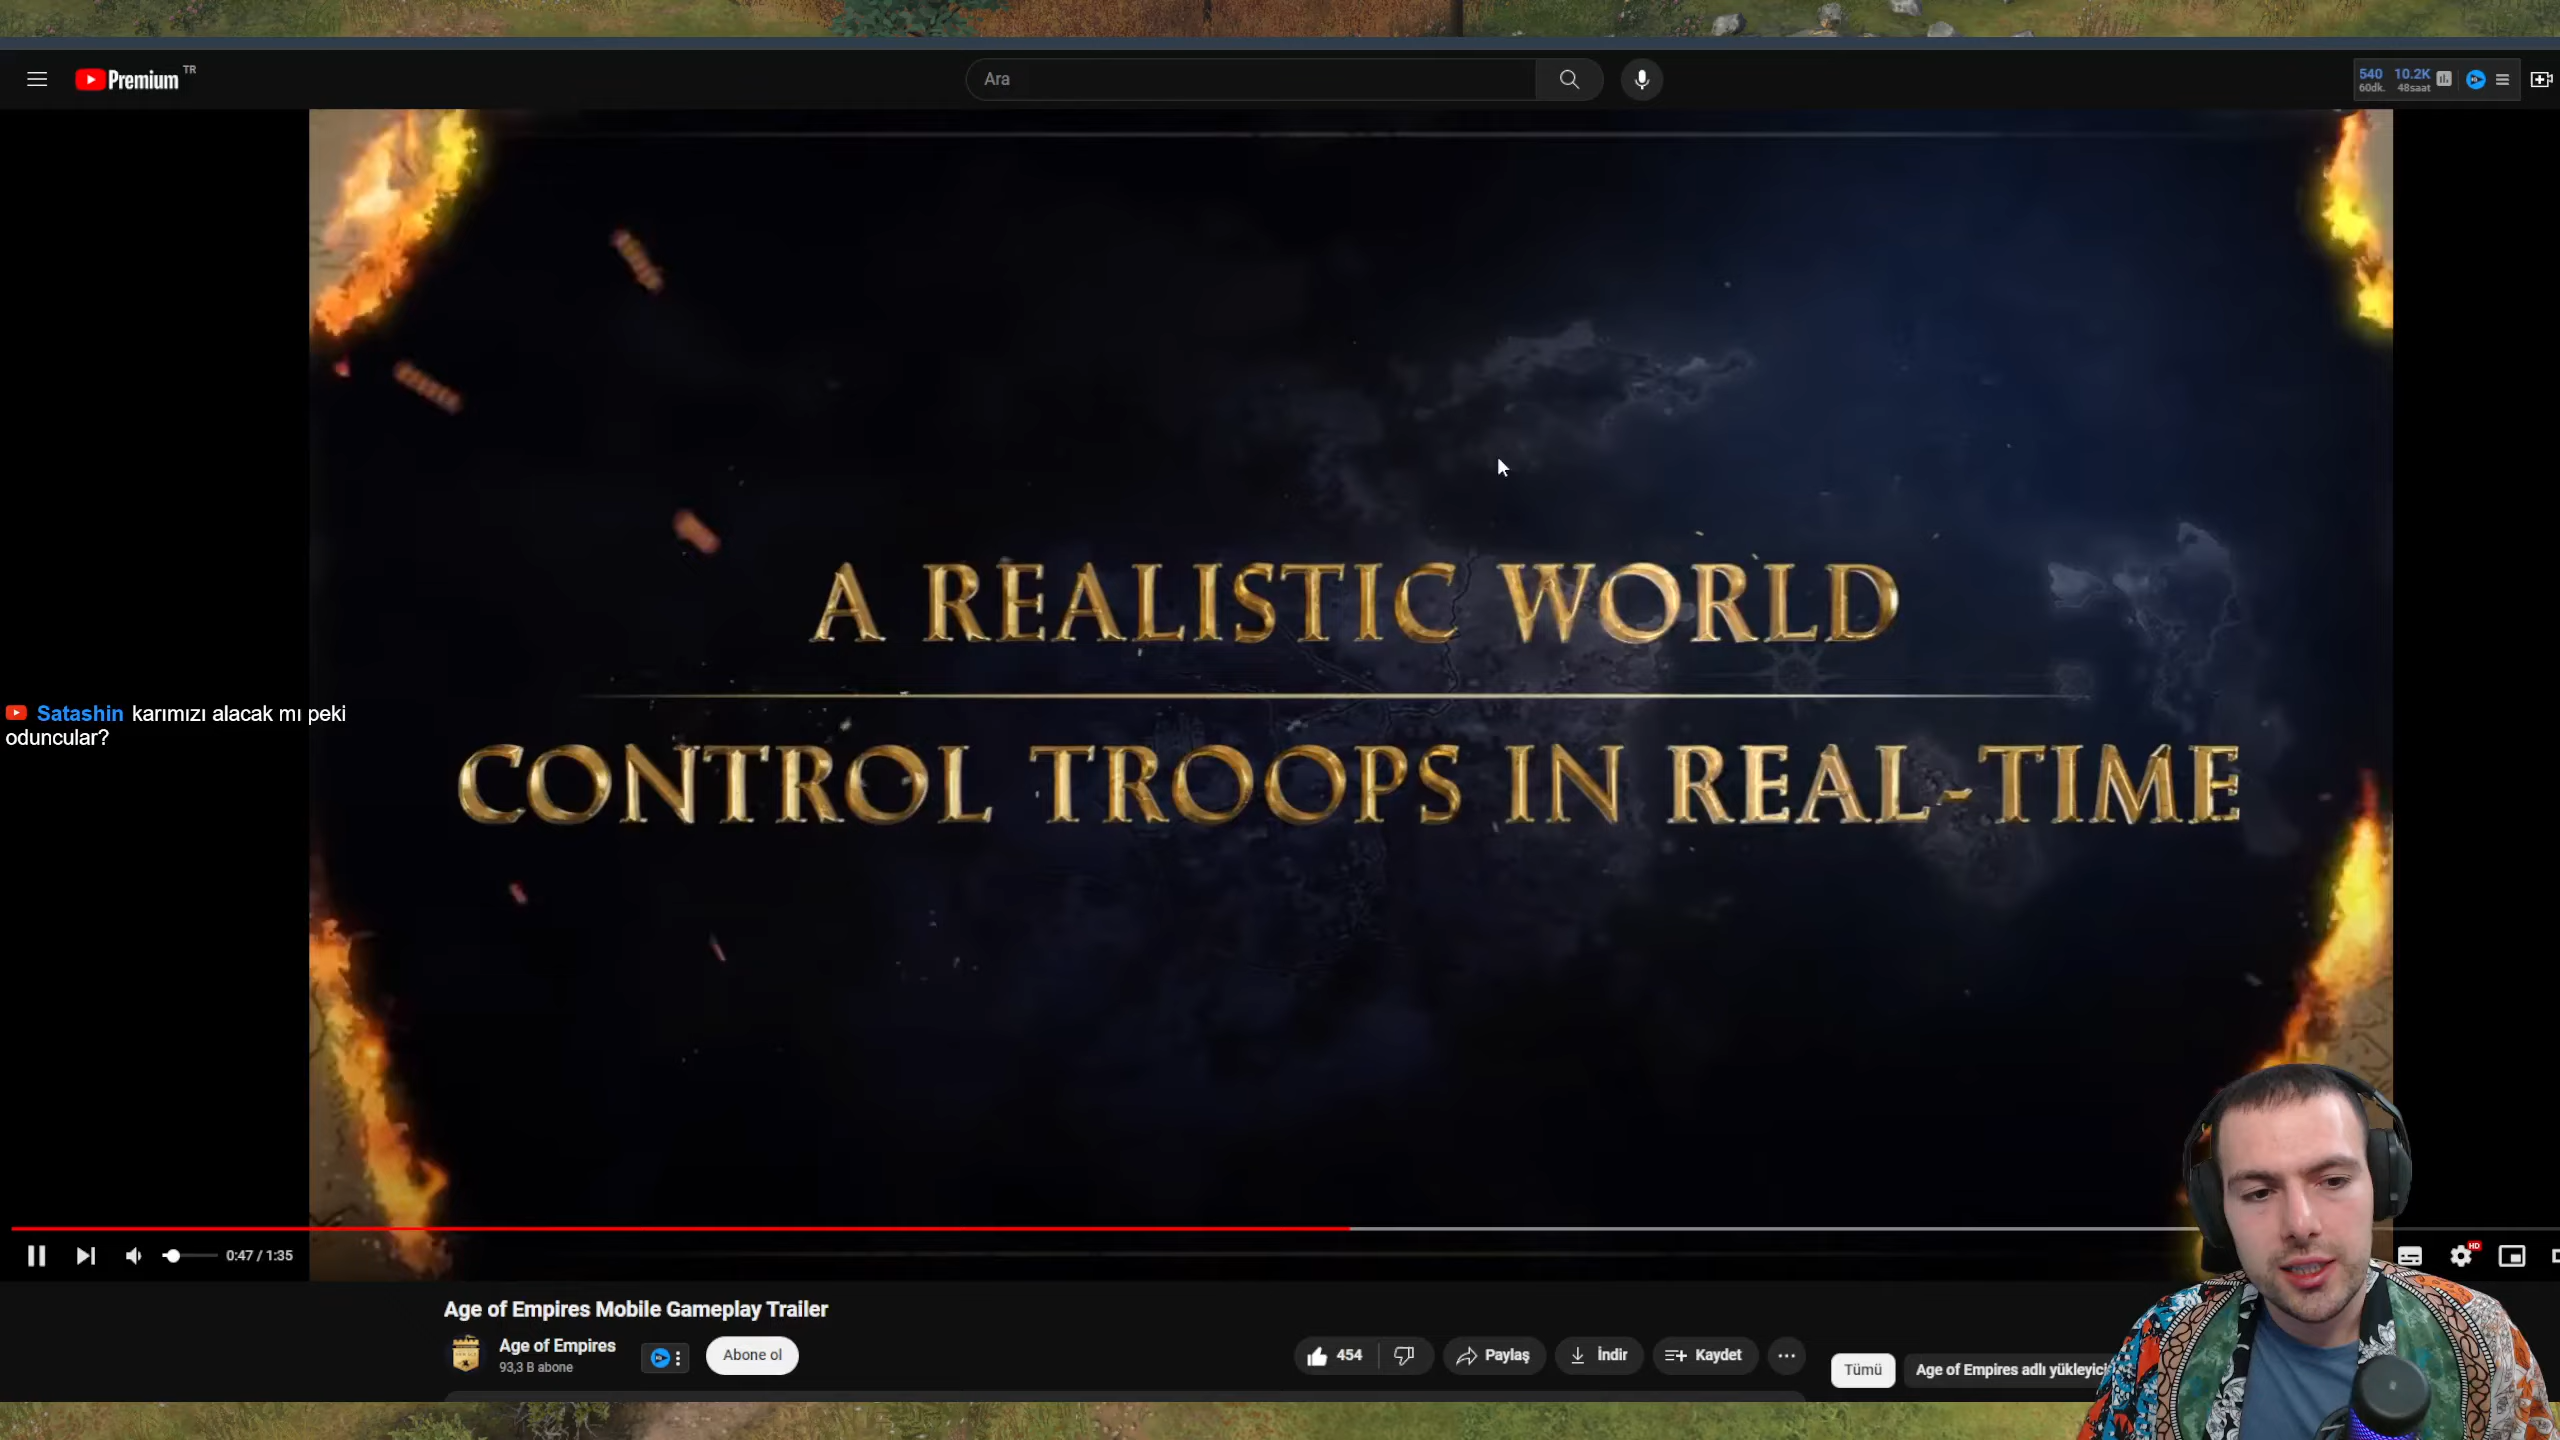 Premium TR
Ara
540 10.2K
60dk. 48saat
A REALISTIC WORLD
CONTROL TROOPS IN REAL-TIME
Satashin karımızı alacak mı peki
oduncular?
0:47 / 1:35
HD
Age of Empires Mobile Gameplay Trailer
Age of Empires
93,3 B abone
Abone ol
454
Paylaş
İndir
Kaydet
Tümü
Age of Empires adlı